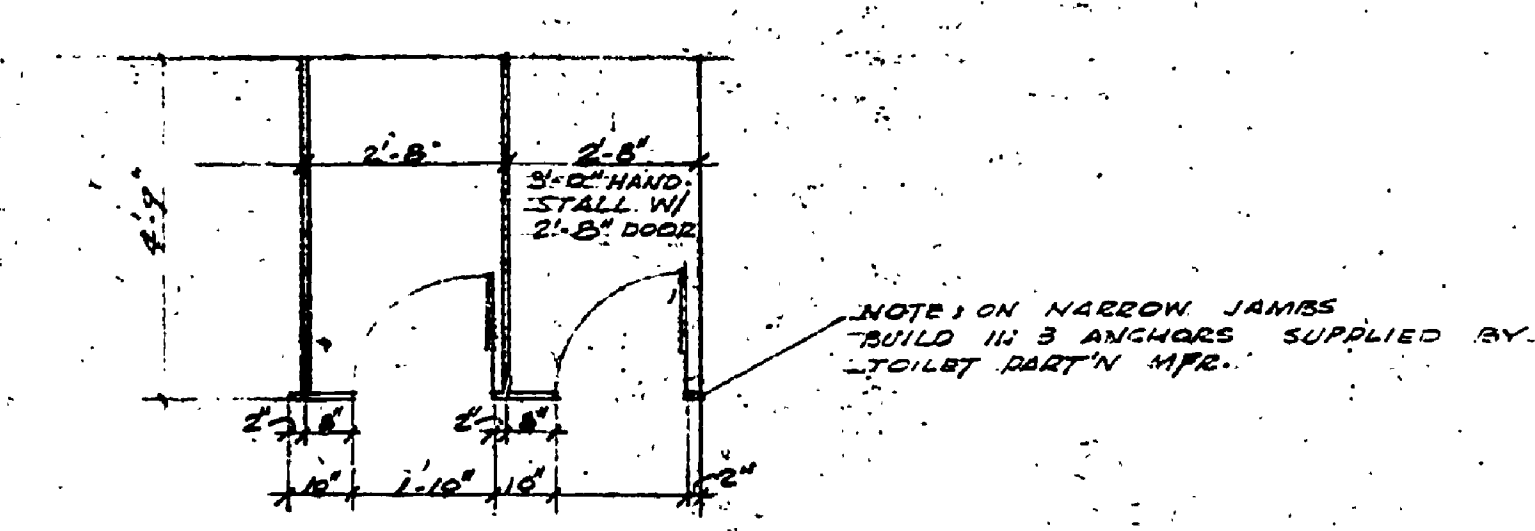 2'-8"
2'-8"
3'-0" HAND.
STALL W/
2'-8" DOOR
4'-9"
NOTE: ON NARROW JAMBS
BUILD IN 3 ANCHORS SUPPLIED BY
TOILET PART'N MFR.
2" 8" 2" 8"
10" 1'-10" 10" 2"